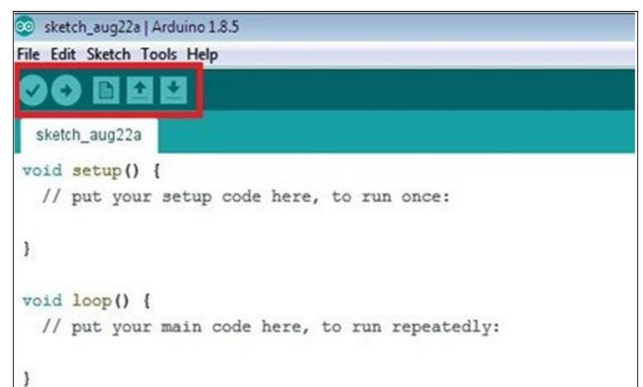 sketch_aug22a | Arduino 1.8.5
File Edit Sketch Tools Help
sketch_aug22a
void setup() {
// put your setup code here, to run once:
}
void loop() {
// put your main code here, to run repeatedly:
}